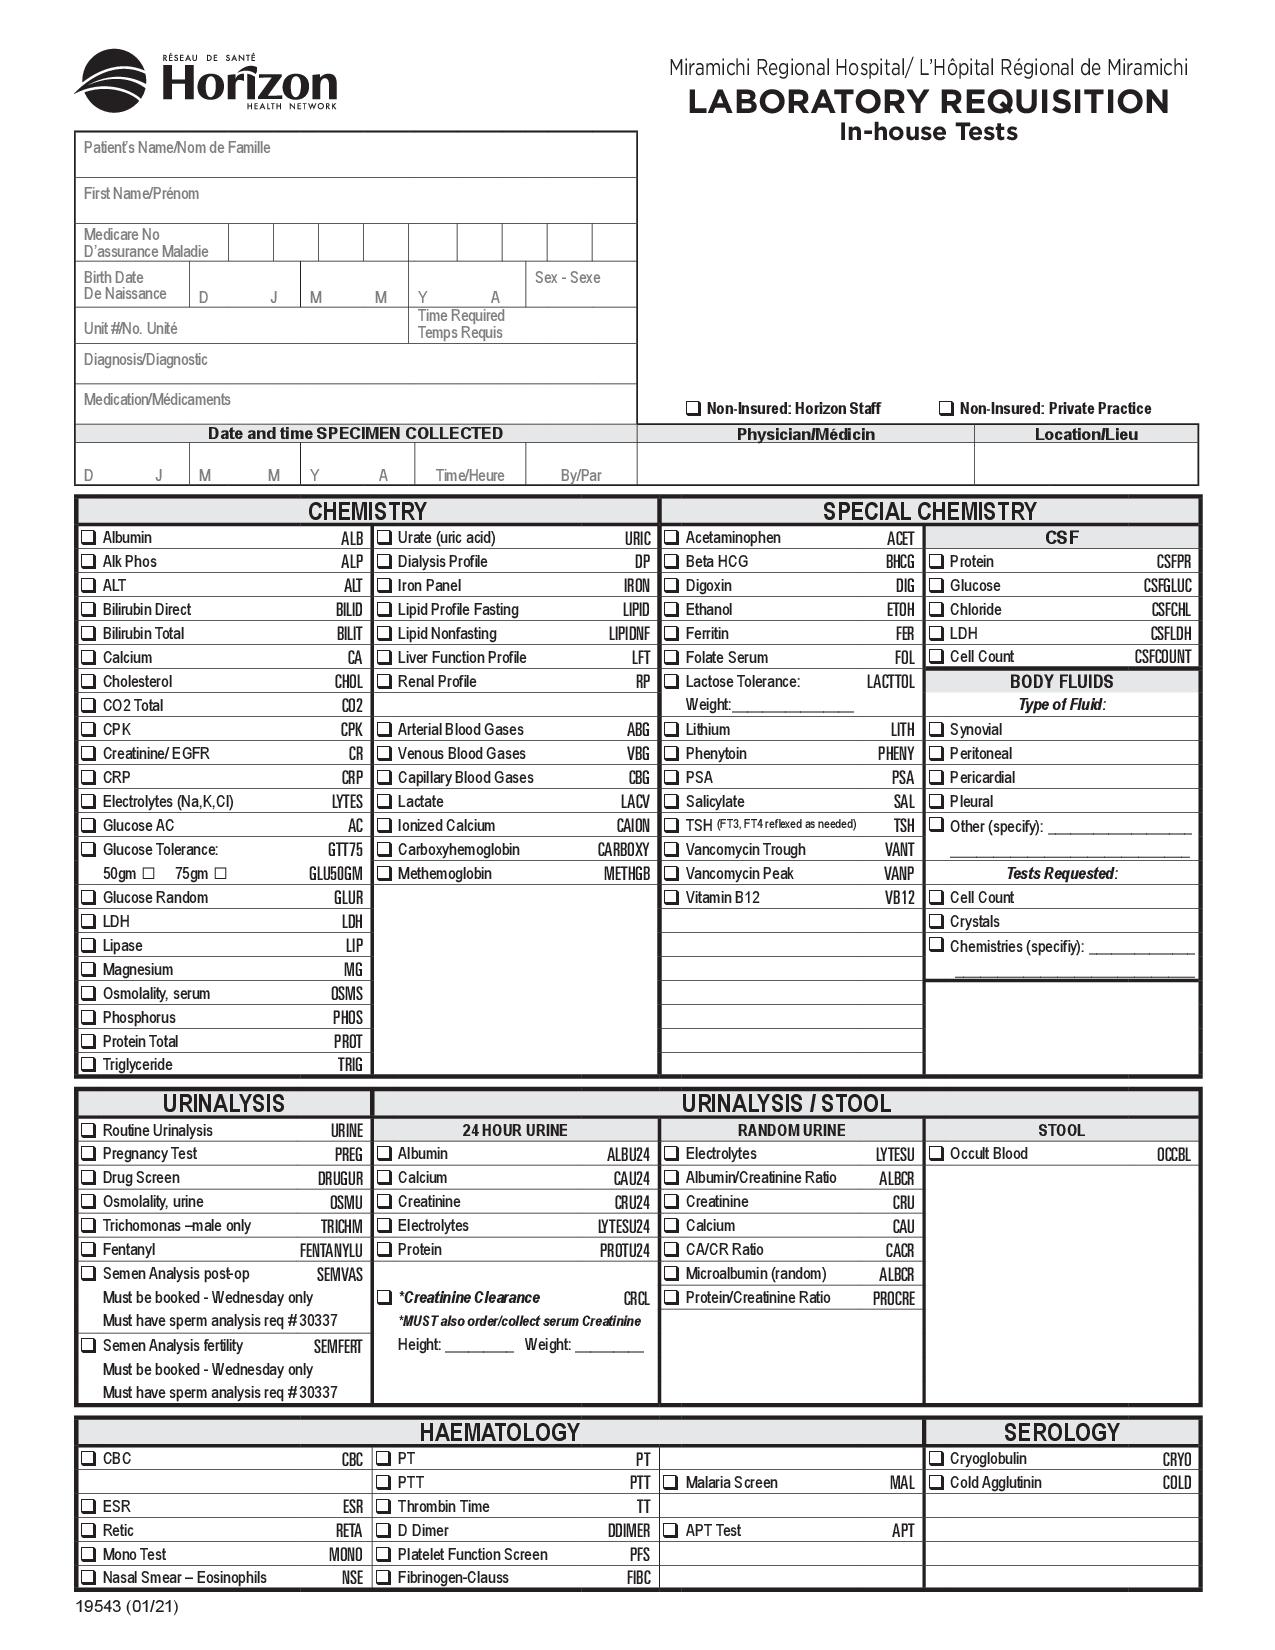 RÉSEAU DE SANTÉ
Horizon
HEALTH NETWORK
Miramichi Regional Hospital/ L'Hôpital Régional de Miramichi
LABORATORY REQUISITION
In-house Tests
Patient's Name/Nom de Famille
First Name/Prénom
Medicare No
D'assurance Maladie
Birth Date
De Naissance
D J M M Y A
Sex - Sexe
Unit #/No. Unité
Time Required
Temps Requis
Diagnosis/Diagnostic
Medication/Médicaments
❑ Non-Insured: Horizon Staff
❑ Non-Insured: Private Practice
Date and time SPECIMEN COLLECTED
Physician/Médicin
Location/Lieu
D J M M Y A Time/Heure By/Par
CHEMISTRY
❑ Albumin ALB
❑ Alk Phos ALP
❑ ALT ALT
❑ Bilirubin Direct BILID
❑ Bilirubin Total BILIT
❑ Calcium CA
❑ Cholesterol CHOL
❑ CO2 Total CO2
❑ CPK CPK
❑ Creatinine/ EGFR CR
❑ CRP CRP
❑ Electrolytes (Na,K,Cl) LYTES
❑ Glucose AC AC
❑ Glucose Tolerance: GTT75
50gm ☐ 75gm ☐ GLU50GM
❑ Glucose Random GLUR
❑ LDH LDH
❑ Lipase LIP
❑ Magnesium MG
❑ Osmolality, serum OSMS
❑ Phosphorus PHOS
❑ Protein Total PROT
❑ Triglyceride TRIG
❑ Urate (uric acid) URIC
❑ Dialysis Profile DP
❑ Iron Panel IRON
❑ Lipid Profile Fasting LIPID
❑ Lipid Nonfasting LIPIDNF
❑ Liver Function Profile LFT
❑ Renal Profile RP
❑ Arterial Blood Gases ABG
❑ Venous Blood Gases VBG
❑ Capillary Blood Gases CBG
❑ Lactate LACV
❑ Ionized Calcium CAION
❑ Carboxyhemoglobin CARBOXY
❑ Methemoglobin METHGB
SPECIAL CHEMISTRY
❑ Acetaminophen ACET
❑ Beta HCG BHCG
❑ Digoxin DIG
❑ Ethanol ETOH
❑ Ferritin FER
❑ Folate Serum FOL
❑ Lactose Tolerance: LACTTOL
Weight:________________
❑ Lithium LITH
❑ Phenytoin PHENY
❑ PSA PSA
❑ Salicylate SAL
❑ TSH (FT3, FT4 reflexed as needed) TSH
❑ Vancomycin Trough VANT
❑ Vancomycin Peak VANP
❑ Vitamin B12 VB12
CSF
❑ Protein CSFPR
❑ Glucose CSFGLUC
❑ Chloride CSFCHL
❑ LDH CSFLDH
❑ Cell Count CSFCOUNT
BODY FLUIDS
Type of Fluid:
❑ Synovial
❑ Peritoneal
❑ Pericardial
❑ Pleural
❑ Other (specify): ___________________
________________________________
Tests Requested:
❑ Cell Count
❑ Crystals
❑ Chemistries (specifiy): ______________
________________________________
URINALYSIS
❑ Routine Urinalysis URINE
❑ Pregnancy Test PREG
❑ Drug Screen DRUGUR
❑ Osmolality, urine OSMU
❑ Trichomonas –male only TRICHM
❑ Fentanyl FENTANYLU
❑ Semen Analysis post-op SEMVAS
Must be booked - Wednesday only
Must have sperm analysis req # 30337
❑ Semen Analysis fertility SEMFERT
Must be booked - Wednesday only
Must have sperm analysis req # 30337
URINALYSIS / STOOL
24 HOUR URINE
❑ Albumin ALBU24
❑ Calcium CAU24
❑ Creatinine CRU24
❑ Electrolytes LYTESU24
❑ Protein PROTU24
❑ *Creatinine Clearance CRCL
*MUST also order/collect serum Creatinine
Height: _________ Weight: _________
RANDOM URINE
❑ Electrolytes LYTESU
❑ Albumin/Creatinine Ratio ALBCR
❑ Creatinine CRU
❑ Calcium CAU
❑ CA/CR Ratio CACR
❑ Microalbumin (random) ALBCR
❑ Protein/Creatinine Ratio PROCRE
STOOL
❑ Occult Blood OCCBL
HAEMATOLOGY
❑ CBC CBC
❑ ESR ESR
❑ Retic RETA
❑ Mono Test MONO
❑ Nasal Smear – Eosinophils NSE
❑ PT PT
❑ PTT PTT
❑ Thrombin Time TT
❑ D Dimer DDIMER
❑ Platelet Function Screen PFS
❑ Fibrinogen-Clauss FIBC
❑ Malaria Screen MAL
❑ APT Test APT
SEROLOGY
❑ Cryoglobulin CRYO
❑ Cold Agglutinin COLD
19543 (01/21)